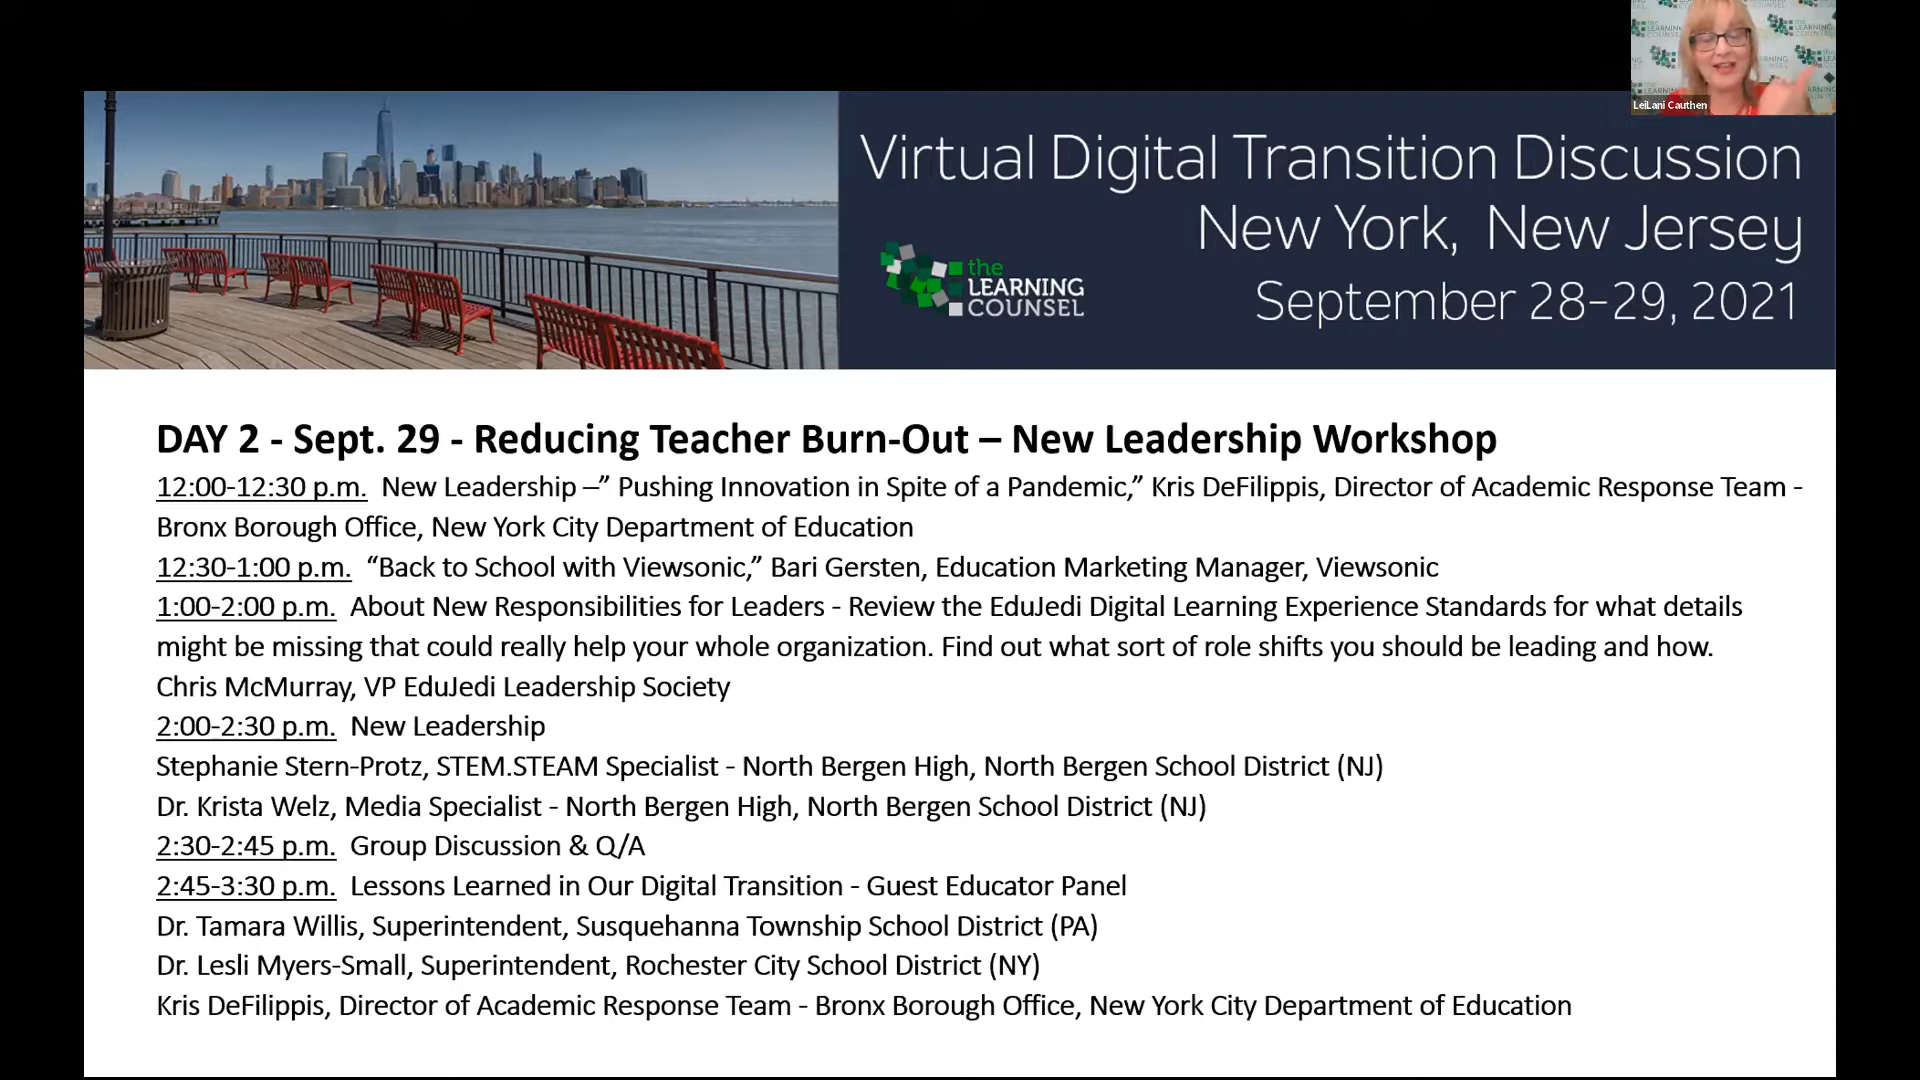 LeiLani Cauthen
Virtual Digital Transition Discussion
New York, New Jersey
September 28-29, 2021
the
LEARNING
COUNSEL
DAY 2 - Sept. 29 - Reducing Teacher Burn-Out – New Leadership Workshop
12:00-12:30 p.m. New Leadership –” Pushing Innovation in Spite of a Pandemic,” Kris DeFilippis, Director of Academic Response Team -
Bronx Borough Office, New York City Department of Education
12:30-1:00 p.m. “Back to School with Viewsonic,” Bari Gersten, Education Marketing Manager, Viewsonic
1:00-2:00 p.m. About New Responsibilities for Leaders - Review the EduJedi Digital Learning Experience Standards for what details
might be missing that could really help your whole organization. Find out what sort of role shifts you should be leading and how.
Chris McMurray, VP EduJedi Leadership Society
2:00-2:30 p.m. New Leadership
Stephanie Stern-Protz, STEM.STEAM Specialist - North Bergen High, North Bergen School District (NJ)
Dr. Krista Welz, Media Specialist - North Bergen High, North Bergen School District (NJ)
2:30-2:45 p.m. Group Discussion & Q/A
2:45-3:30 p.m. Lessons Learned in Our Digital Transition - Guest Educator Panel
Dr. Tamara Willis, Superintendent, Susquehanna Township School District (PA)
Dr. Lesli Myers-Small, Superintendent, Rochester City School District (NY)
Kris DeFilippis, Director of Academic Response Team - Bronx Borough Office, New York City Department of Education